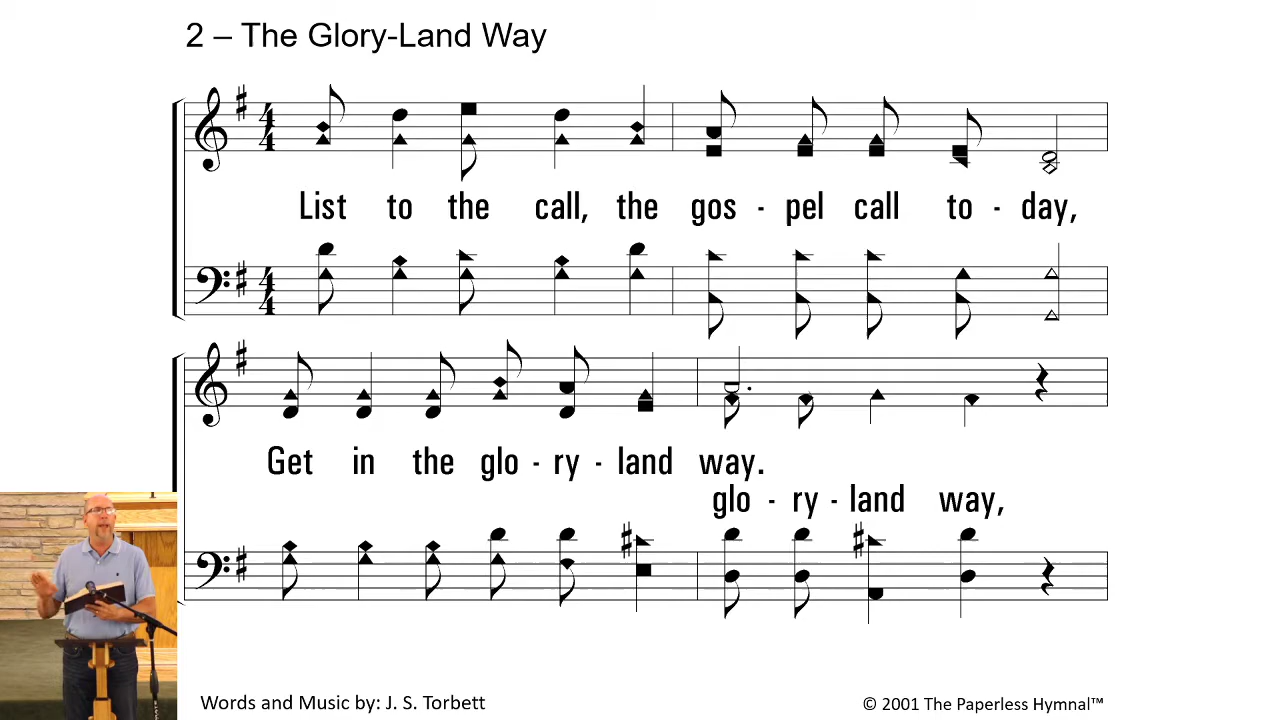 2 – The Glory-Land Way
List to the call, the gos - pel call to - day,
Get in the glo - ry - land way.
glo - ry - land way,
Words and Music by: J. S. Torbett
© 2001 The Paperless Hymnal™